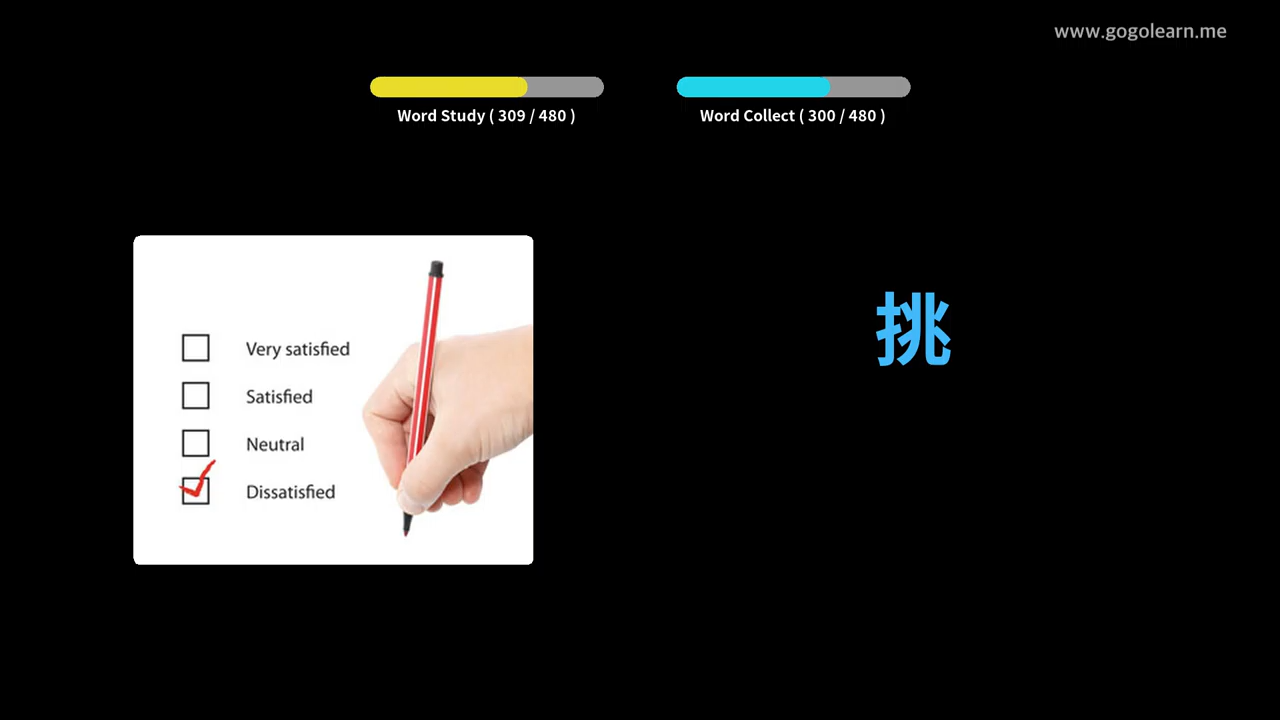 www.gogolearn.me
Word Study ( 309 / 480 )
Word Collect ( 300 / 480 )
Very satisfied
Satisfied
Neutral
Dissatisfied
挑